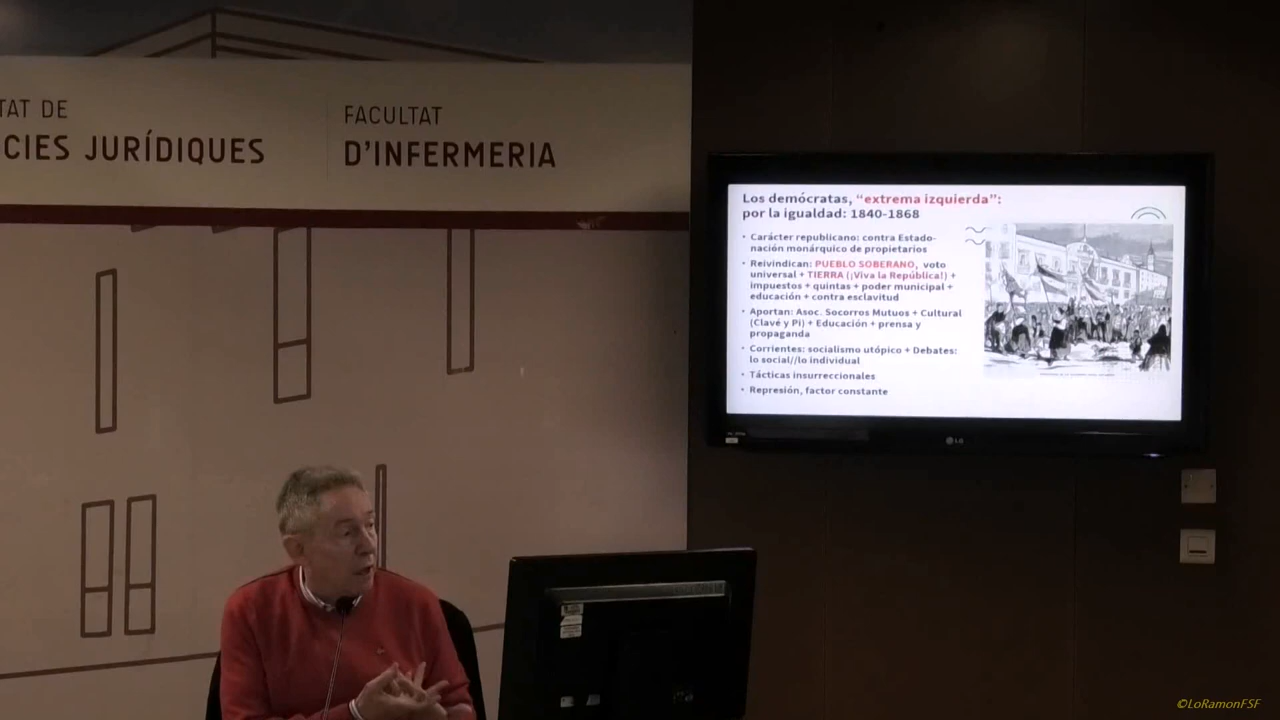 TAT DE
CIES JURÍDIQUES
FACULTAT
D'INFERMERIA
Los demócratas, “extrema izquierda”:
por la igualdad: 1840-1868
• Carácter republicano: contra Estado-
nación monárquico de propietarios
• Reivindican: PUEBLO SOBERANO, voto
universal + TIERRA (¡Viva la República!) +
impuestos + quintas + poder municipal +
educación + contra esclavitud
• Aportan: Asoc. Socorros Mutuos + Cultural
(Clavé y Pi) + Educación + prensa y
propaganda
• Corrientes: socialismo utópico + Debates:
lo social//lo individual
• Tácticas insurreccionales
• Represión, factor constante
LG
©LoRamonFSF